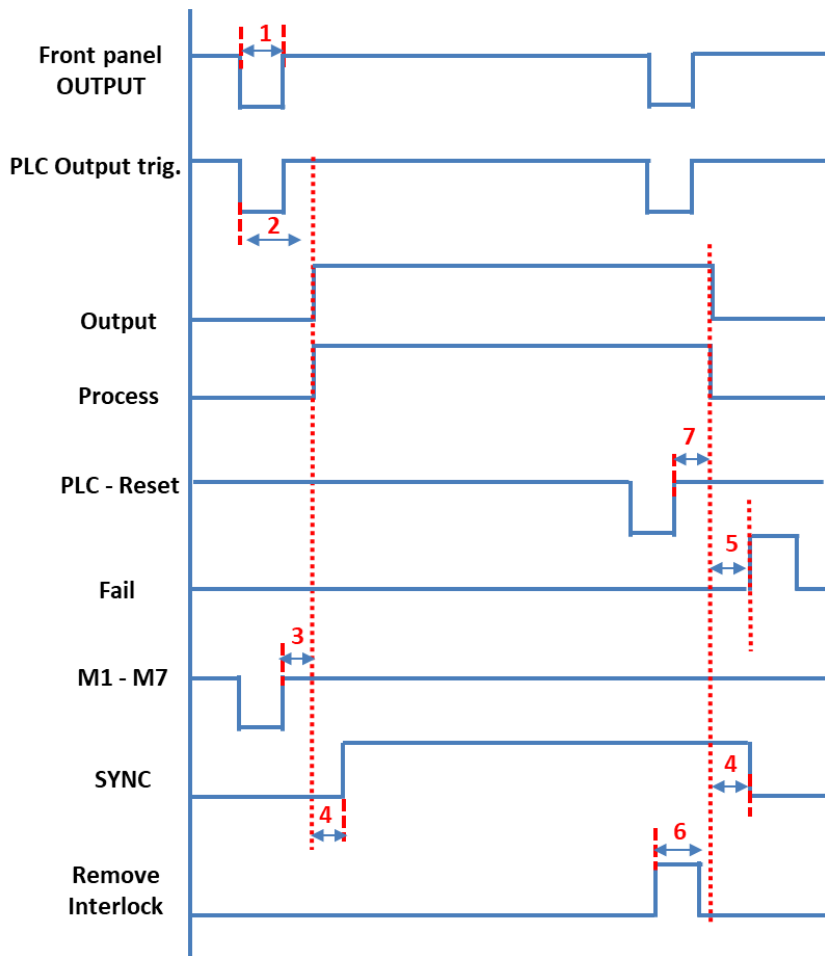 1
Front panel
OUTPUT
PLC Output trig.
2
Output
Process
7
PLC - Reset
5
Fail
3
M1 - M7
SYNC
4
4
6
Remove
Interlock